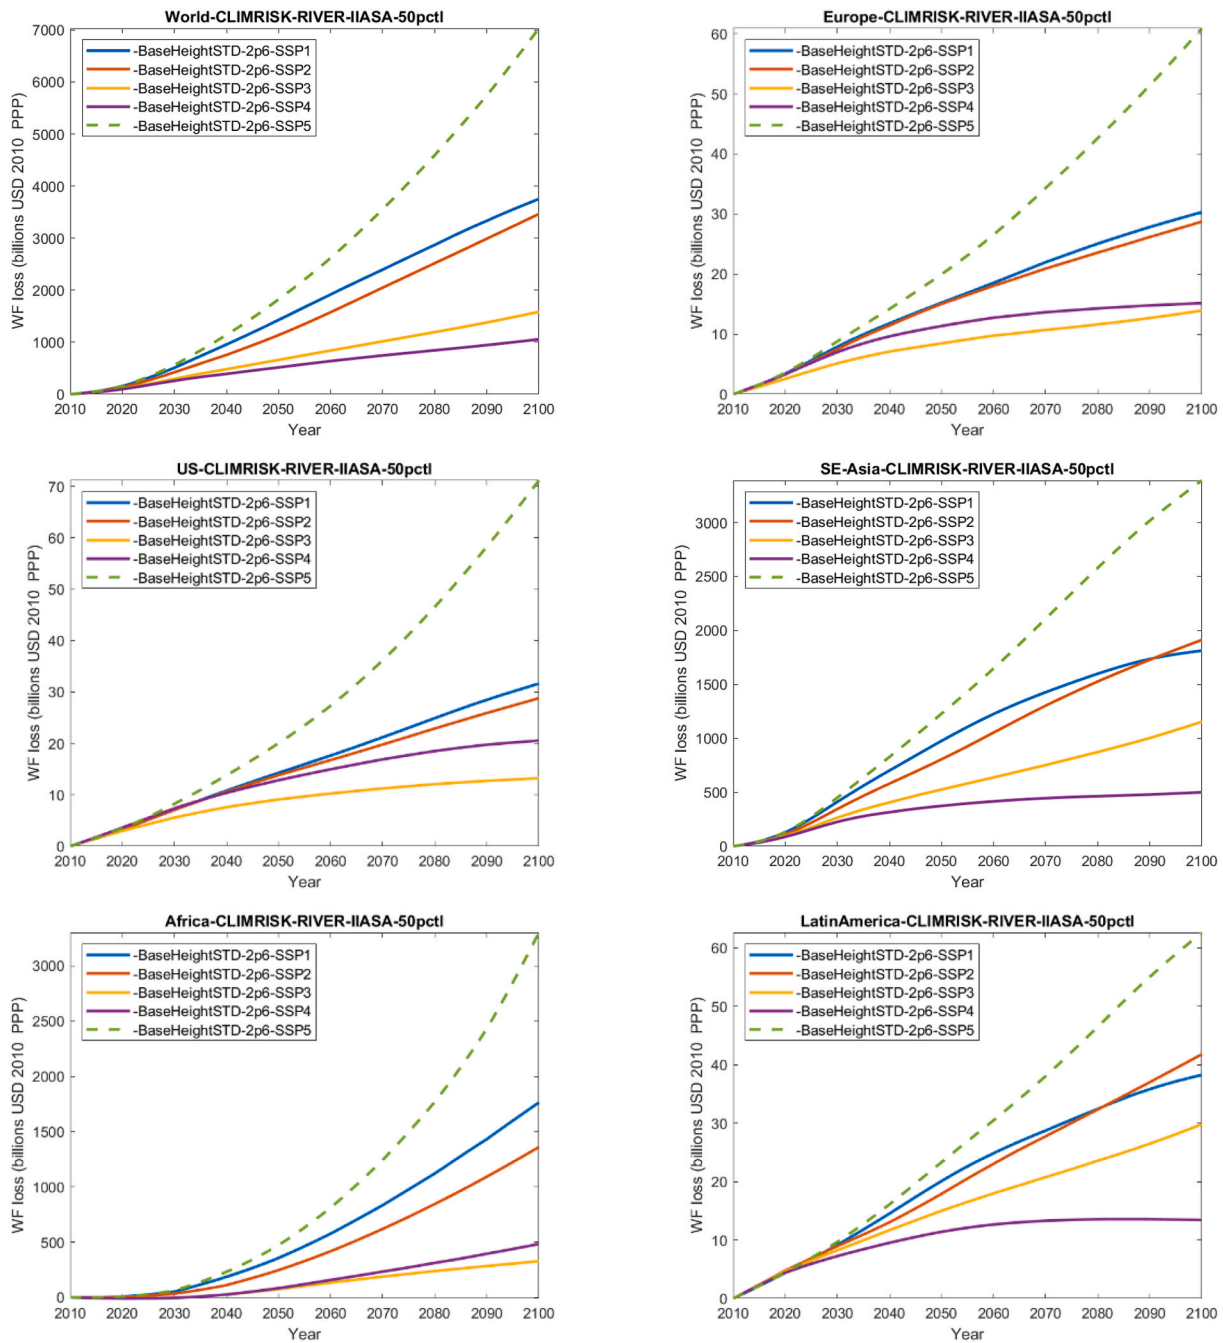 World-CLIMRISK-RIVER-IIASA-50pctl
7000
6000
5000
4000
3000
2000
1000
0
WF loss (billions USD 2010 PPP)
-BaseHeightSTD-2p6-SSP1
-BaseHeightSTD-2p6-SSP2
-BaseHeightSTD-2p6-SSP3
-BaseHeightSTD-2p6-SSP4
-BaseHeightSTD-2p6-SSP5
2010 2020 2030 2040 2050 2060 2070 2080 2090 2100
Year
Europe-CLIMRISK-RIVER-IIASA-50pctl
60
50
40
30
20
10
0
WF loss (billions USD 2010 PPP)
-BaseHeightSTD-2p6-SSP1
-BaseHeightSTD-2p6-SSP2
-BaseHeightSTD-2p6-SSP3
-BaseHeightSTD-2p6-SSP4
-BaseHeightSTD-2p6-SSP5
2010 2020 2030 2040 2050 2060 2070 2080 2090 2100
Year
US-CLIMRISK-RIVER-IIASA-50pctl
70
60
50
40
30
20
10
0
WF loss (billions USD 2010 PPP)
-BaseHeightSTD-2p6-SSP1
-BaseHeightSTD-2p6-SSP2
-BaseHeightSTD-2p6-SSP3
-BaseHeightSTD-2p6-SSP4
-BaseHeightSTD-2p6-SSP5
2010 2020 2030 2040 2050 2060 2070 2080 2090 2100
Year
SE-Asia-CLIMRISK-RIVER-IIASA-50pctl
3000
2500
2000
1500
1000
500
0
WF loss (billions USD 2010 PPP)
-BaseHeightSTD-2p6-SSP1
-BaseHeightSTD-2p6-SSP2
-BaseHeightSTD-2p6-SSP3
-BaseHeightSTD-2p6-SSP4
-BaseHeightSTD-2p6-SSP5
2010 2020 2030 2040 2050 2060 2070 2080 2090 2100
Year
Africa-CLIMRISK-RIVER-IIASA-50pctl
3000
2500
2000
1500
1000
500
0
WF loss (billions USD 2010 PPP)
-BaseHeightSTD-2p6-SSP1
-BaseHeightSTD-2p6-SSP2
-BaseHeightSTD-2p6-SSP3
-BaseHeightSTD-2p6-SSP4
-BaseHeightSTD-2p6-SSP5
2010 2020 2030 2040 2050 2060 2070 2080 2090 2100
Year
LatinAmerica-CLIMRISK-RIVER-IIASA-50pctl
60
50
40
30
20
10
0
WF loss (billions USD 2010 PPP)
-BaseHeightSTD-2p6-SSP1
-BaseHeightSTD-2p6-SSP2
-BaseHeightSTD-2p6-SSP3
-BaseHeightSTD-2p6-SSP4
-BaseHeightSTD-2p6-SSP5
2010 2020 2030 2040 2050 2060 2070 2080 2090 2100
Year